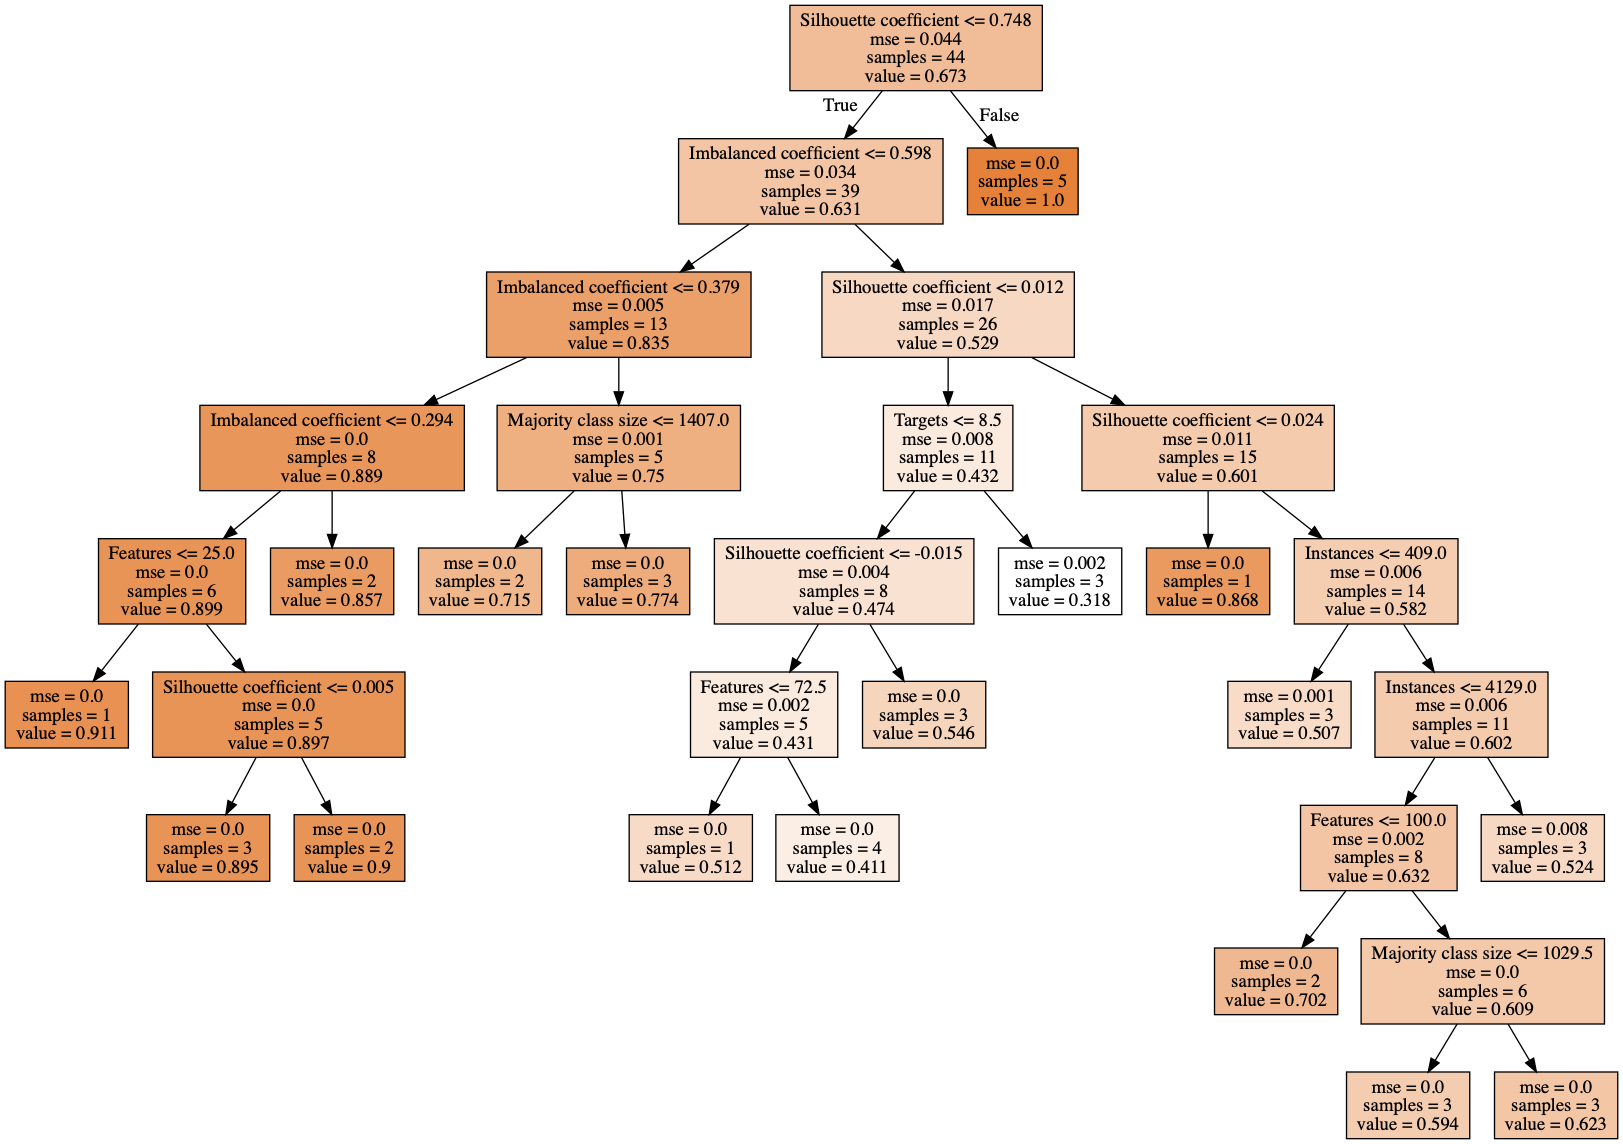 Silhouette coefficient <= 0.748
mse = 0.044
samples = 44
value = 0.673
True
False
Imbalanced coefficient <= 0.598
mse = 0.034
samples = 39
value = 0.631
mse = 0.0
samples = 5
value = 1.0
Imbalanced coefficient <= 0.379
mse = 0.005
samples = 13
value = 0.835
Silhouette coefficient <= 0.012
mse = 0.017
samples = 26
value = 0.529
Imbalanced coefficient <= 0.294
mse = 0.0
samples = 8
value = 0.889
Majority class size <= 1407.0
mse = 0.001
samples = 5
value = 0.75
Targets <= 8.5
mse = 0.008
samples = 11
value = 0.432
Silhouette coefficient <= 0.024
mse = 0.011
samples = 15
value = 0.601
Features <= 25.0
mse = 0.0
samples = 6
value = 0.899
mse = 0.0
samples = 2
value = 0.857
mse = 0.0
samples = 2
value = 0.715
mse = 0.0
samples = 3
value = 0.774
Silhouette coefficient <= -0.015
mse = 0.004
samples = 8
value = 0.474
mse = 0.002
samples = 3
value = 0.318
mse = 0.0
samples = 1
value = 0.868
Instances <= 409.0
mse = 0.006
samples = 14
value = 0.582
mse = 0.0
samples = 1
value = 0.911
Silhouette coefficient <= 0.005
mse = 0.0
samples = 5
value = 0.897
Features <= 72.5
mse = 0.002
samples = 5
value = 0.431
mse = 0.0
samples = 3
value = 0.546
mse = 0.001
samples = 3
value = 0.507
Instances <= 4129.0
mse = 0.006
samples = 11
value = 0.602
mse = 0.0
samples = 3
value = 0.895
mse = 0.0
samples = 2
value = 0.9
mse = 0.0
samples = 1
value = 0.512
mse = 0.0
samples = 4
value = 0.411
Features <= 100.0
mse = 0.002
samples = 8
value = 0.632
mse = 0.008
samples = 3
value = 0.524
mse = 0.0
samples = 2
value = 0.702
Majority class size <= 1029.5
mse = 0.0
samples = 6
value = 0.609
mse = 0.0
samples = 3
value = 0.594
mse = 0.0
samples = 3
value = 0.623